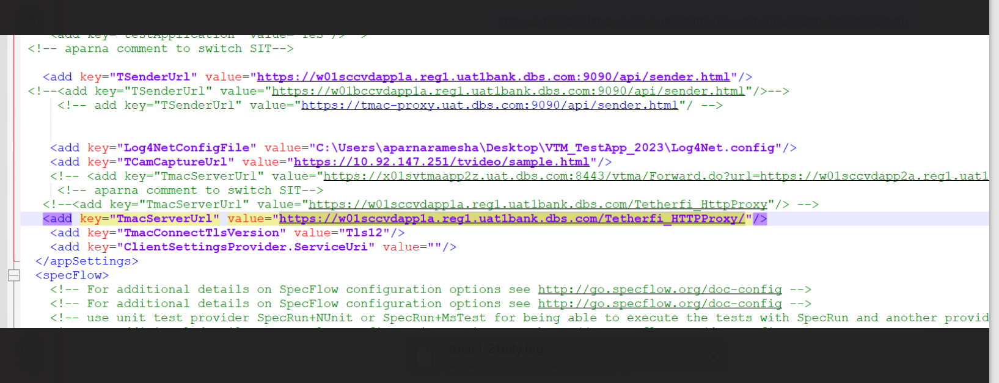 <add key="testApplication" value="Yes"/>-->
<!-- aparna comment to switch SIT-->
<add key="TSenderUrl" value="https://w01sccvdapp1a.reg1.uat1bank.dbs.com:9090/api/sender.html"/>
<!--<add key="TSenderUrl" value="https://w01bccvdapp1a.reg1.uat1bank.dbs.com:9090/api/sender.html"/>-->
<!-- add key="TSenderUrl" value="https://tmac-proxy.uat.dbs.com:9090/api/sender.html"/ -->
<add key="Log4NetConfigFile" value="C:\Users\aparnaramesha\Desktop\VTM_TestApp_2023\Log4Net.config"/>
<add key="TCamCaptureUrl" value="https://10.92.147.251/tvideo/sample.html"/>
<!-- <add key="TmacServerUrl" value="https://x01svtmaapp2z.uat.dbs.com:8443/vtma/Forward.do?url=https://w01sccvdapp2a.reg1.uat1
<!-- aparna comment to switch SIT-->
<!--<add key="TmacServerUrl" value="https://w01sccvdapp1a.reg1.uat1bank.dbs.com/Tetherfi_HttpProxy"/> -->
<add key="TmacServerUrl" value="https://w01sccvdapp1a.reg1.uat1bank.dbs.com/Tetherfi_HTTPProxy/"/>
<add key="TmacConnectTlsVersion" value="Tls12"/>
<add key="ClientSettingsProvider.ServiceUri" value=""/>
</appSettings>
<specFlow>
<!-- For additional details on SpecFlow configuration options see http://go.specflow.org/doc-config -->
<!-- For additional details on SpecFlow configuration options see http://go.specflow.org/doc-config -->
<!-- use unit test provider SpecRun+NUnit or SpecRun+MsTest for being able to execute the tests with SpecRun and another provid
tmac1_21July.log